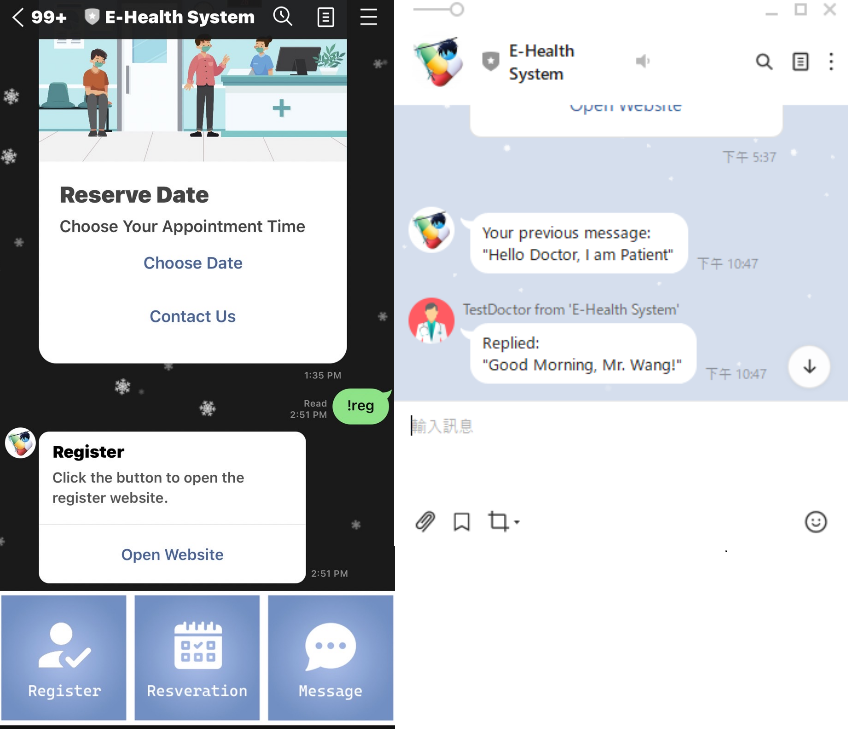 99+
E-Health System
Reserve Date
Choose Your Appointment Time
Choose Date
Contact Us
1:35 PM
Read
2:51 PM
!reg
Register
Click the button to open the
register website.
Open Website
2:51 PM
Register
Resveration
Message
E-Health
System
Open Website
下午 5:37
Your previous message:
"Hello Doctor, I am Patient"
下午 10:47
TestDoctor from 'E-Health System'
Replied:
"Good Morning, Mr. Wang!"
下午 10:47
輸入訊息